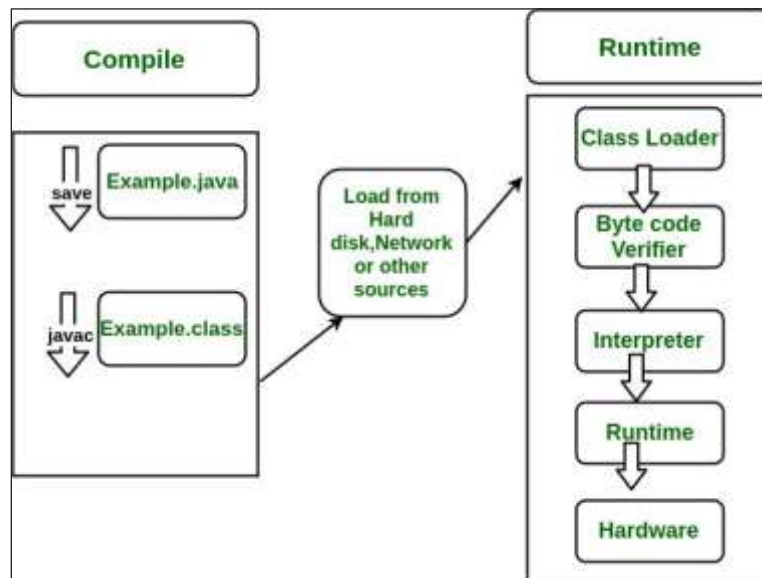 Compile
save
Example.java
javac
Example.class
Load from
Hard
disk,Network
or other
sources
Runtime
Class Loader
Byte code
Verifier
Interpreter
Runtime
Hardware